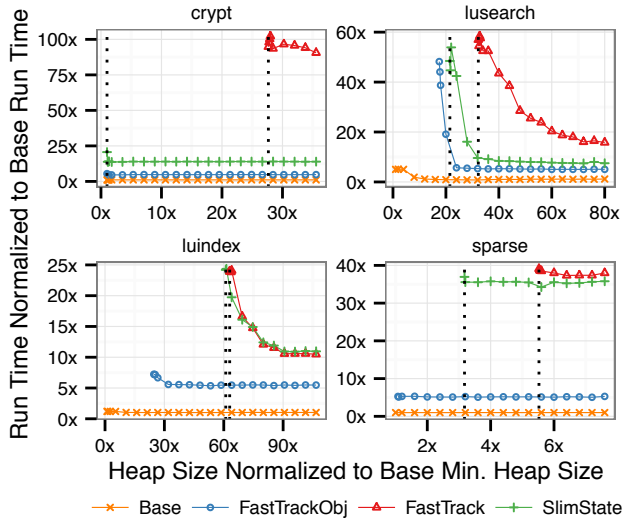 crypt
lusearch
Run Time Normalized to Base Run Time
100x
75x
50x
25x
0x
0x 10x 20x 30x
60x
40x
20x
0x
0x 20x 40x 60x 80x
luindex
sparse
25x
20x
15x
10x
5x
0x
0x 30x 60x 90x
40x
30x
20x
10x
0x
2x 4x 6x
Heap Size Normalized to Base Min. Heap Size
Base FastTrackObj FastTrack SlimState